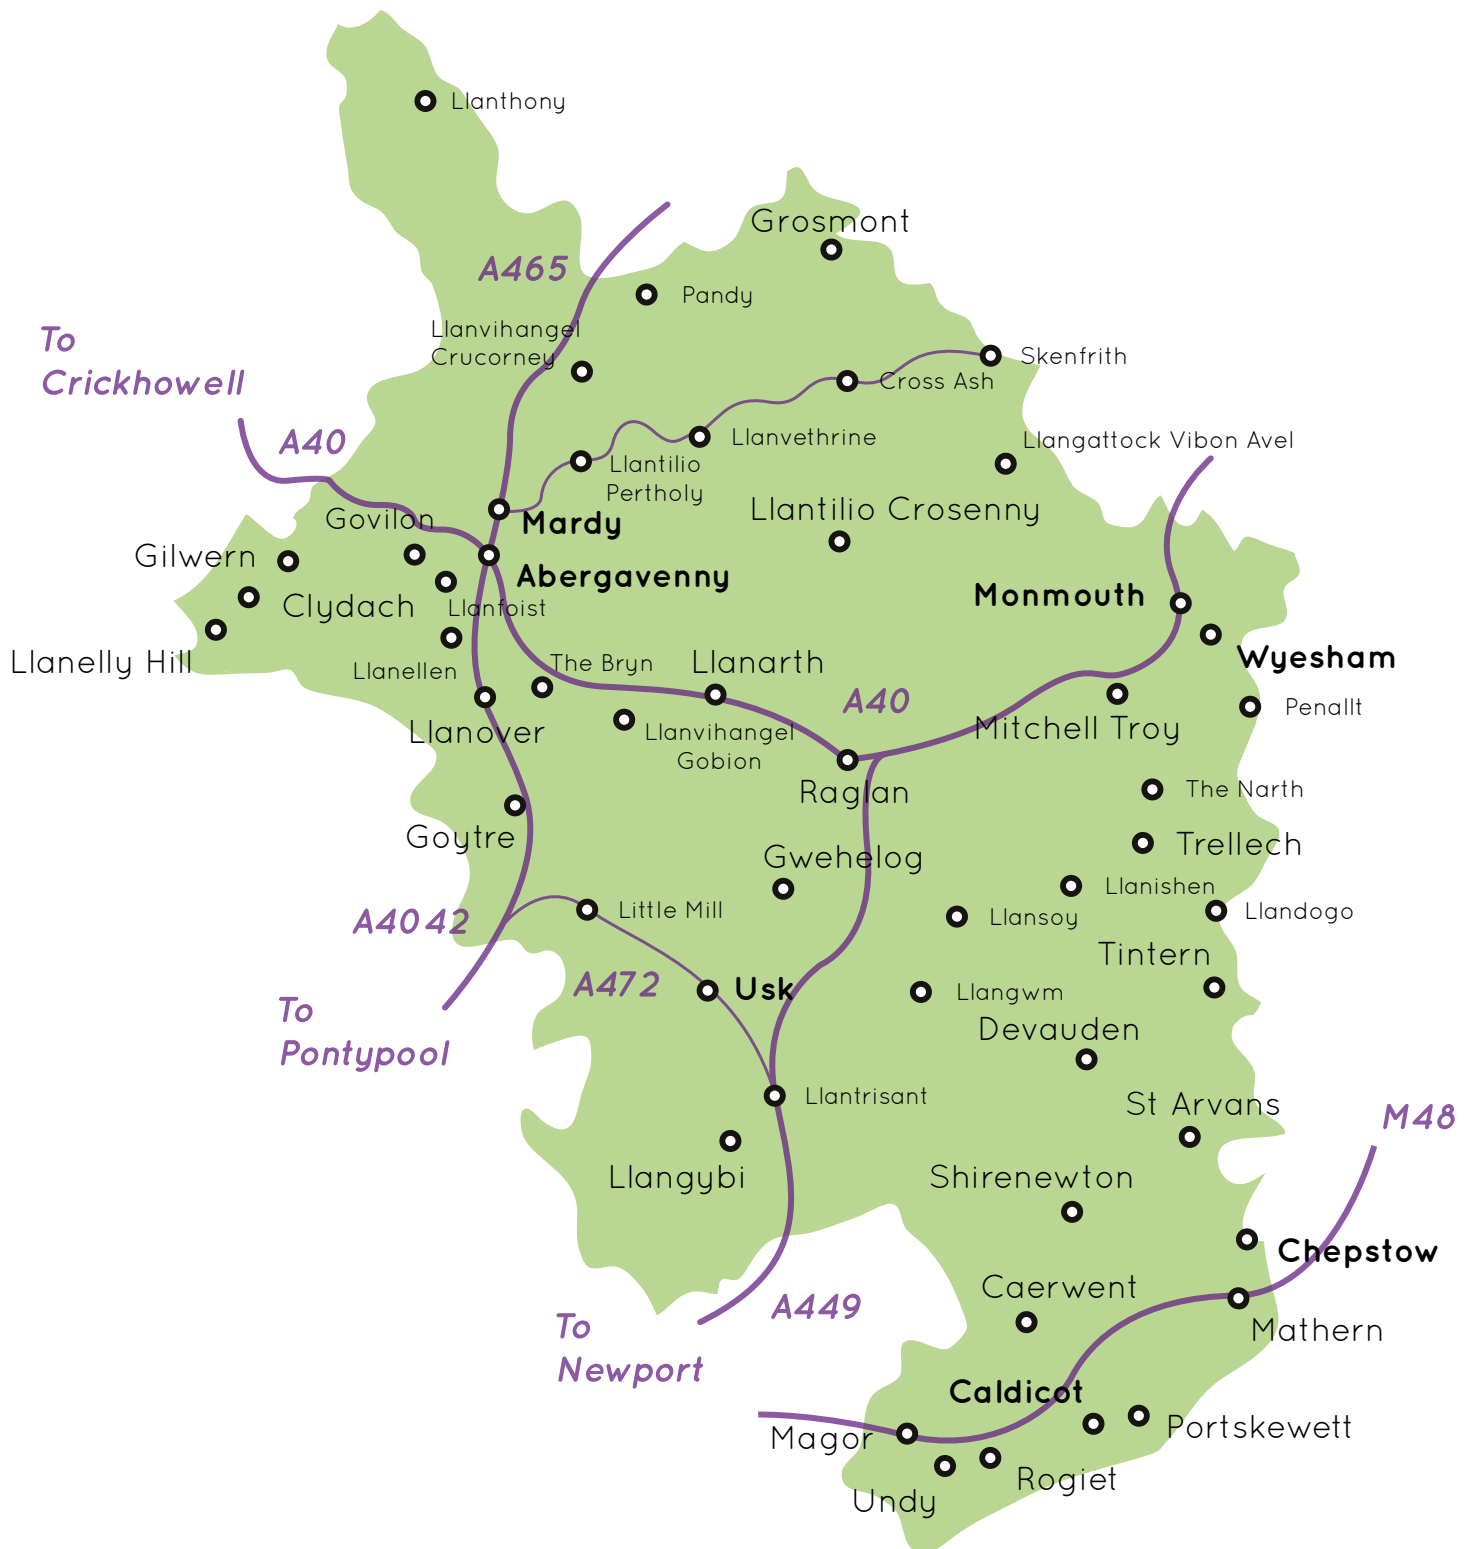 Llanthony
Grosmont
A465
Pandy
Llanvihangel
Crucorney
To
Crickhowell
Skenfrith
Cross Ash
A40
Llanvethrine
Llangattock Vibon Avel
Llantilio
Pertholy
Govilon
Mardy
Llantilio Crosenny
Gilwern
Abergavenny
Monmouth
Clydach
Llanfoist
Llanelly Hill
Llanellen
The Bryn
Llanarth
Wyesham
A40
Penallt
Llanover
Llanvihangel
Gobion
Mitchell Troy
Raglan
The Narth
Goytre
Gwehelog
Trellech
Llanishen
A4042
Little Mill
Llansoy
Llandogo
Tintern
A472
Usk
Llangwm
To
Pontypool
Devauden
Llantrisant
St Arvans
M48
Llangybi
Shirenewton
Chepstow
Caerwent
A449
To
Newport
Mathern
Caldicot
Magor
Portskewett
Rogiet
Undy